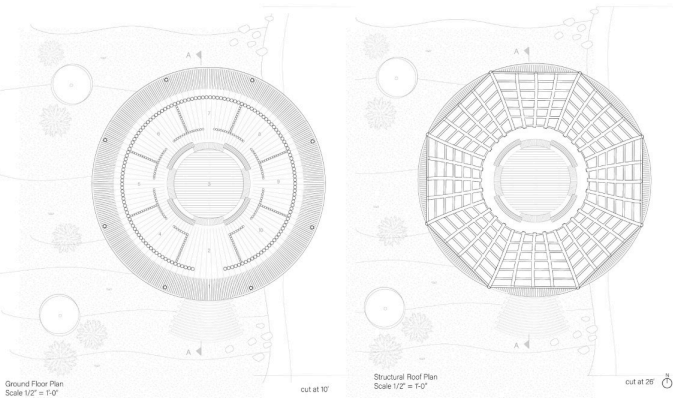 A
A
Ground Floor Plan
Scale 1/2" = 1'-0"
cut at 10'
A
A
Structural Roof Plan
Scale 1/2" = 1'-0"
cut at 26'
N